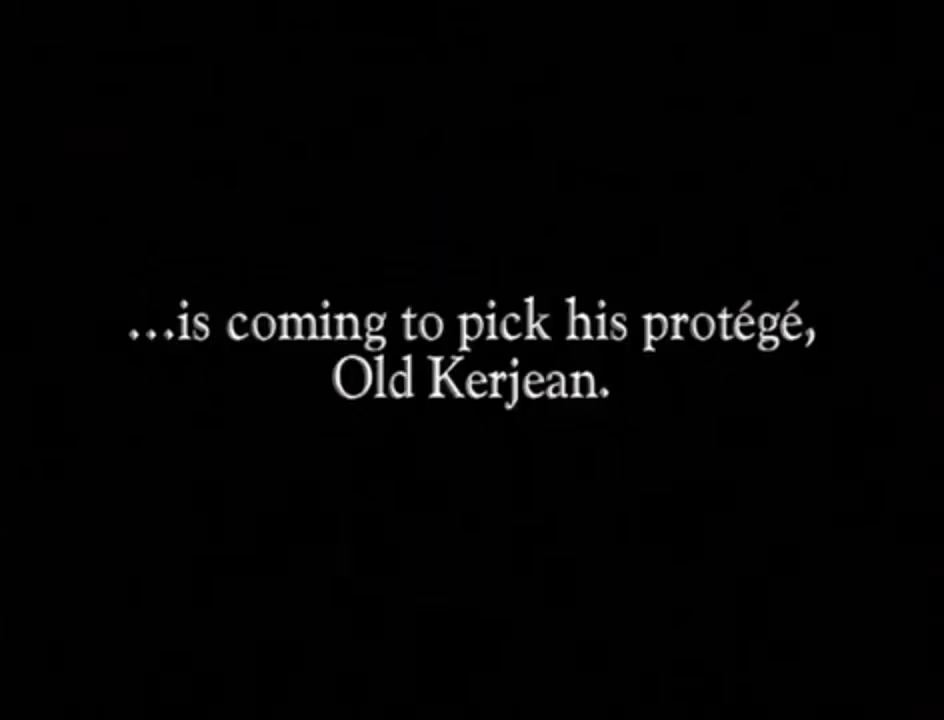 ...is coming to pick his protégé,
Old Kerjean.